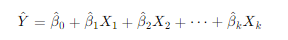 Ŷ = β̂₀ + β̂₁X₁ + β̂₂X₂ + ⋯ + β̂ₖXₖ